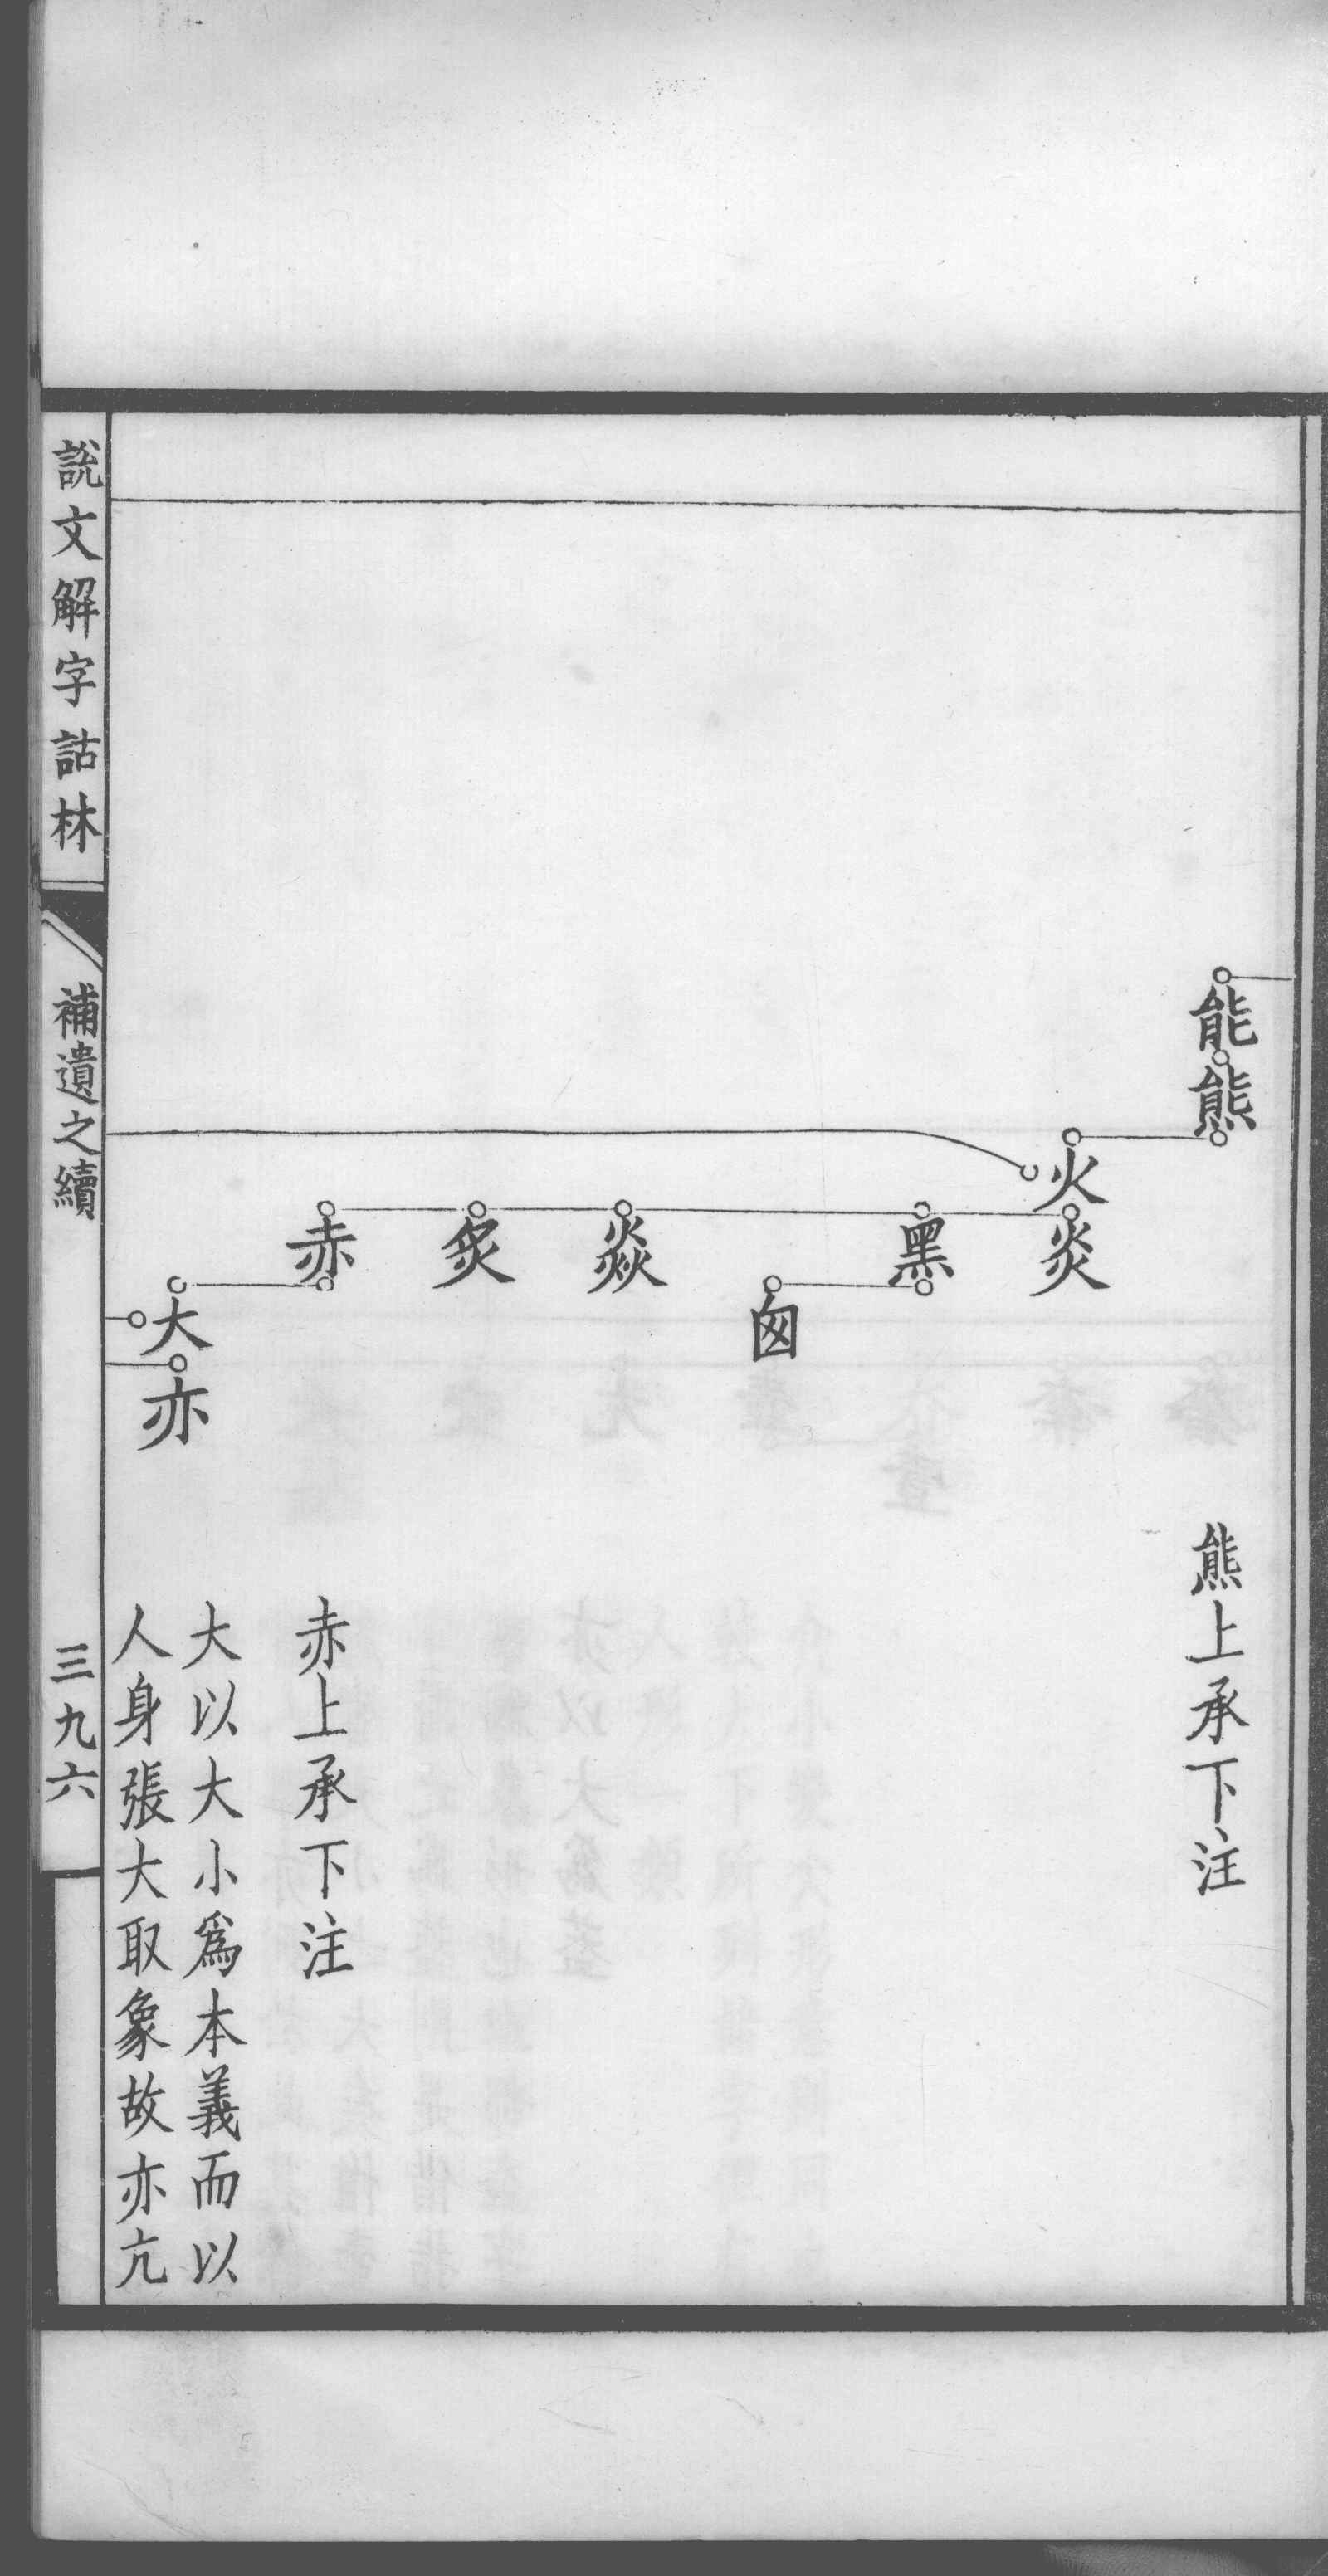 能熊
熊上承下注
火炎
黑
囪
焱
炙
赤
赤上承下注
大亦
大以大小爲本義而以
人身張大取象故亦亢
說文解字詁林
補遺之續
三九六